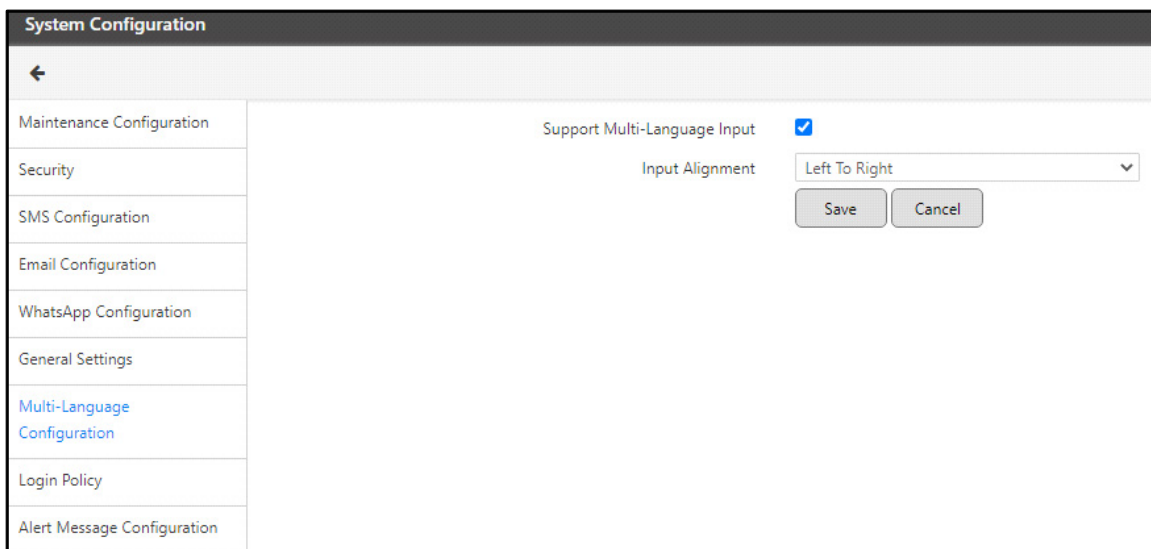 System Configuration
Maintenance Configuration
Security
SMS Configuration
Email Configuration
WhatsApp Configuration
General Settings
Multi-Language
Configuration
Login Policy
Alert Message Configuration
Support Multi-Language Input
Input Alignment
Left To Right
Save
Cancel